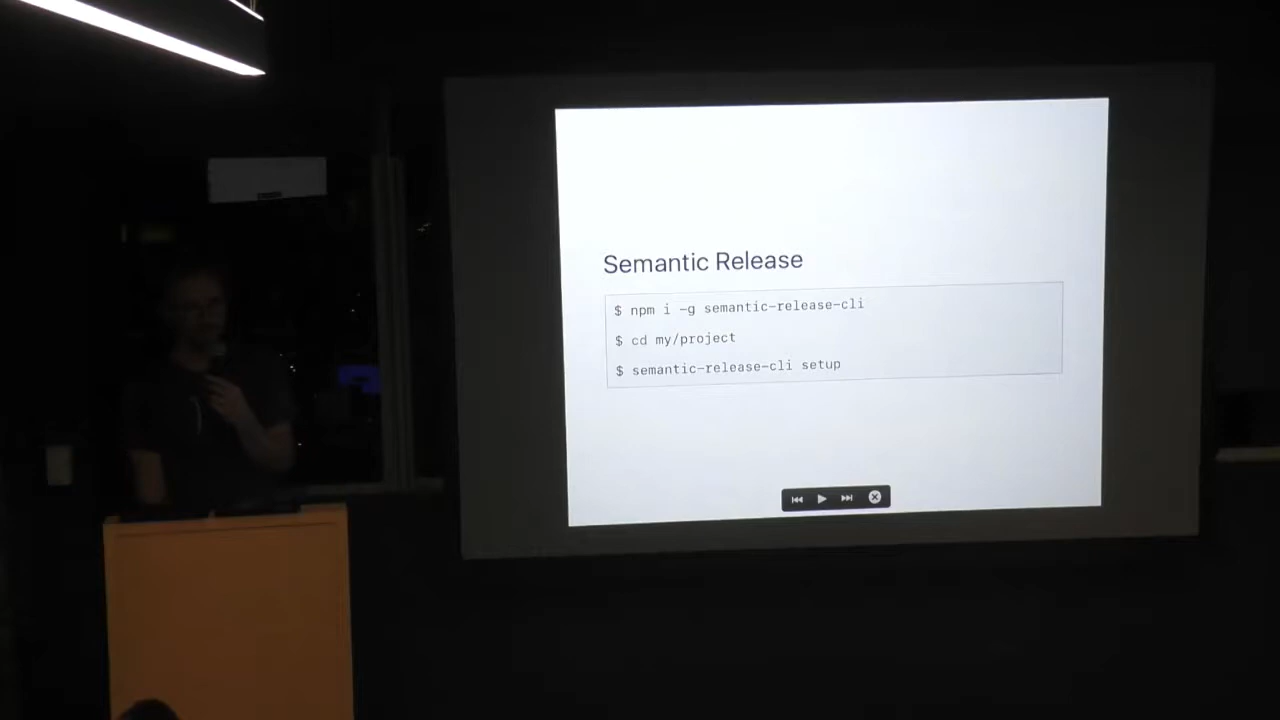 Semantic Release
$ npm i -g semantic-release-cli
$ cd my/project
$ semantic-release-cli setup